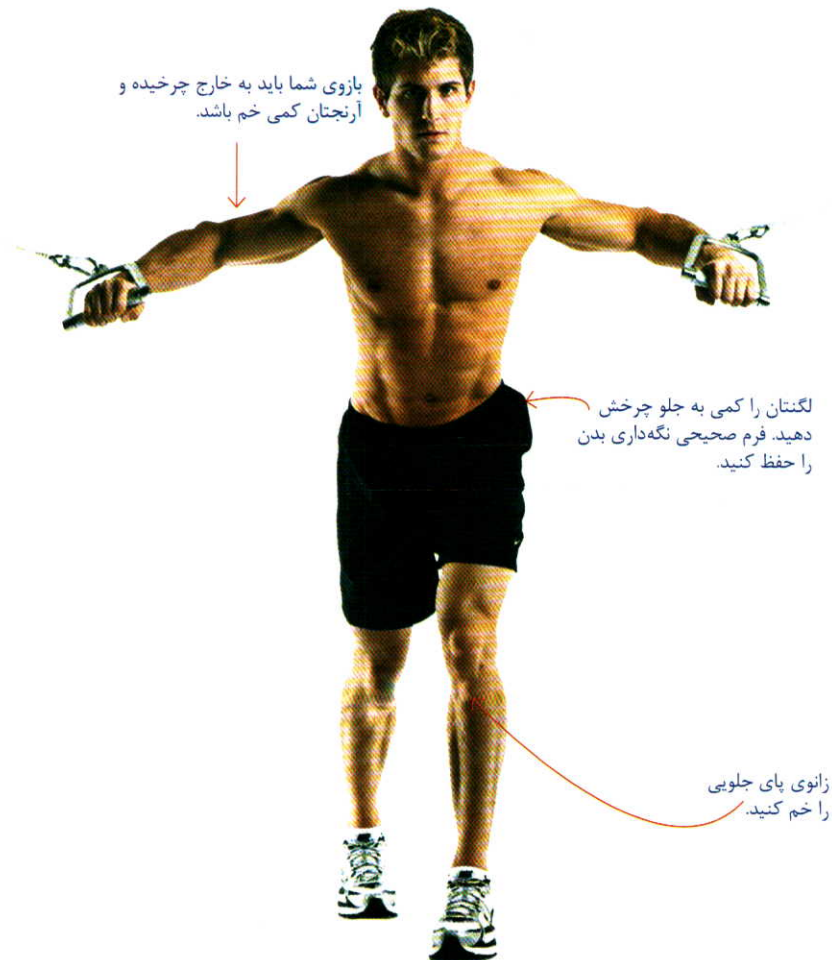 بازوی شما باید به خارج چرخیده و
آرنجتان کمی خم باشد.
لگنتان را کمی به جلو چرخش
دهید. فرم صحیحی نگه‌داری بدن
را حفظ کنید.
زانوی پای جلویی
را خم کنید.